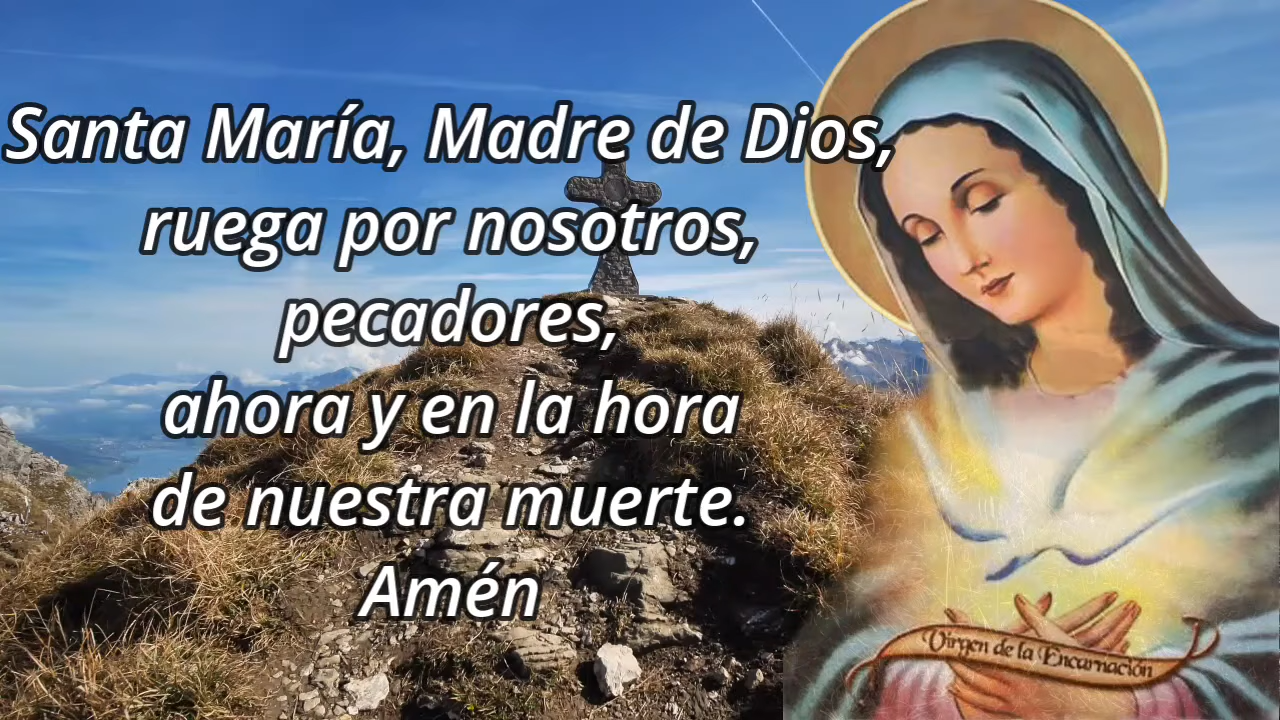 Santa María, Madre de Dios,
ruega por nosotros,
pecadores,
ahora y en la hora
de nuestra muerte.
Amén
Virgen de la Encarnación